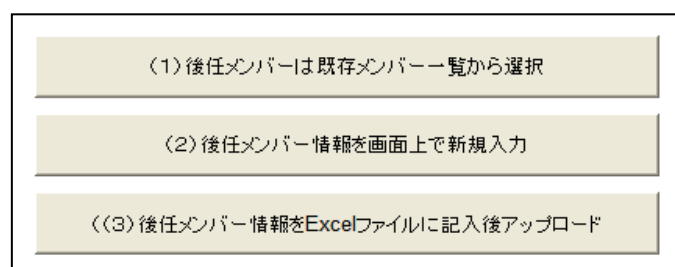 (1)後任メンバーは既存メンバー一覧から選択
(2)後任メンバー情報を画面上で新規入力
((3)後任メンバー情報をExcelファイルに記入後アップロード